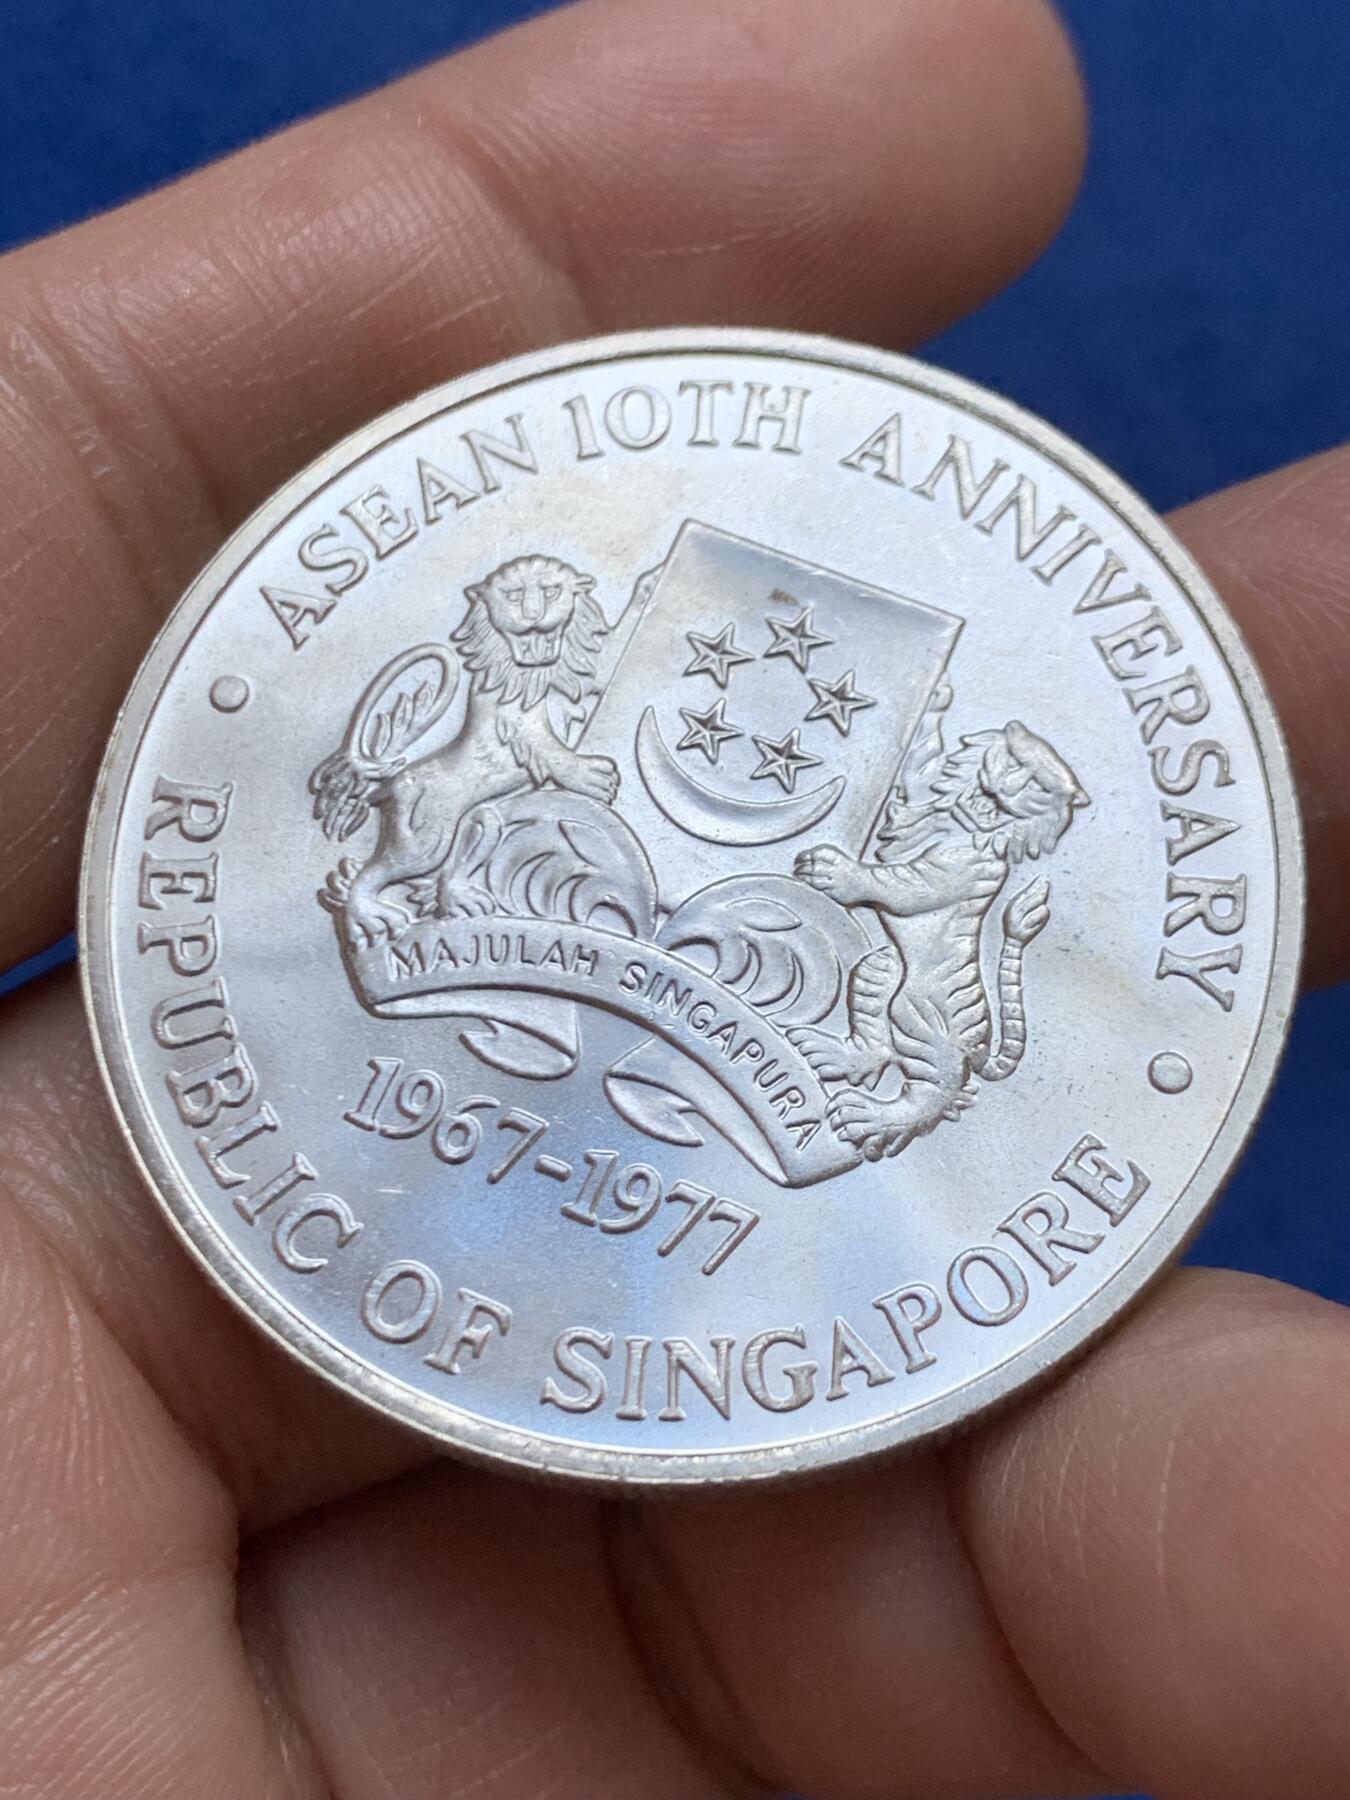 ASEAN 10TH ANNIVERSARY
MAJULAH SINGAPURA
1967-1977
REPUBLIC OF SINGAPORE